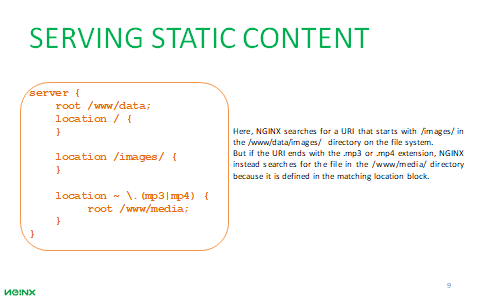 SERVING STATIC CONTENT
server {
root /www/data;
location / {
}
location /images/ {
}
location ~ \.(mp3|mp4) {
root /www/media;
}
}
Here, NGINX searches for a URI that starts with /images/ in
the /www/data/images/ directory on the file system.
But if the URI ends with the .mp3 or .mp4 extension, NGINX
instead searches for the file in the /www/media/ directory
because it is defined in the matching location block.
NGINX
9